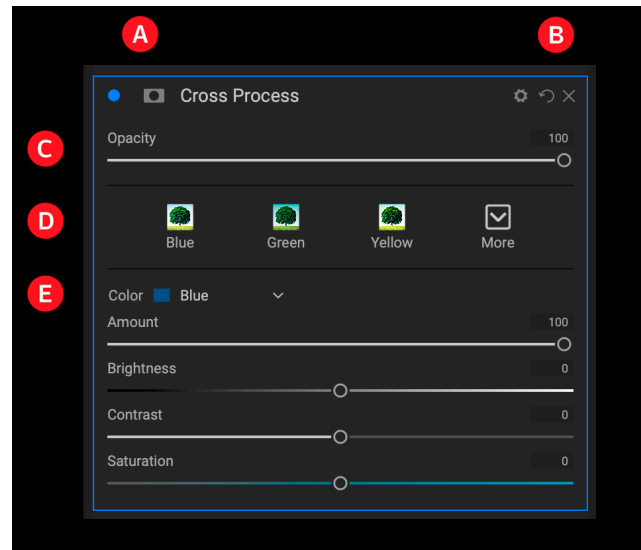 A
B
Cross Process
C
Opacity 100
D
Blue Green Yellow More
E
Color Blue
Amount 100
Brightness 0
Contrast 0
Saturation 0